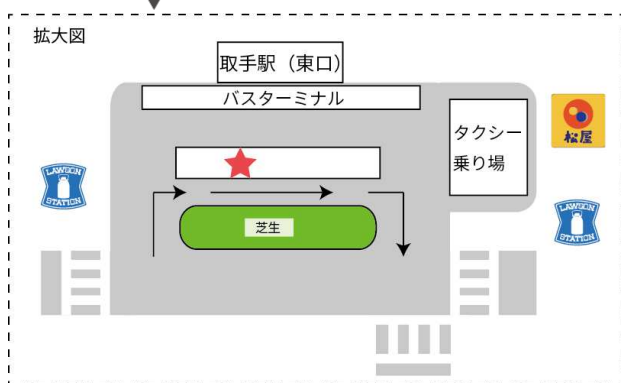 拡大図
取手駅（東口）
バスターミナル
タクシー
乗り場
松屋
LAWSON
STATION
芝生
LAWSON
STATION